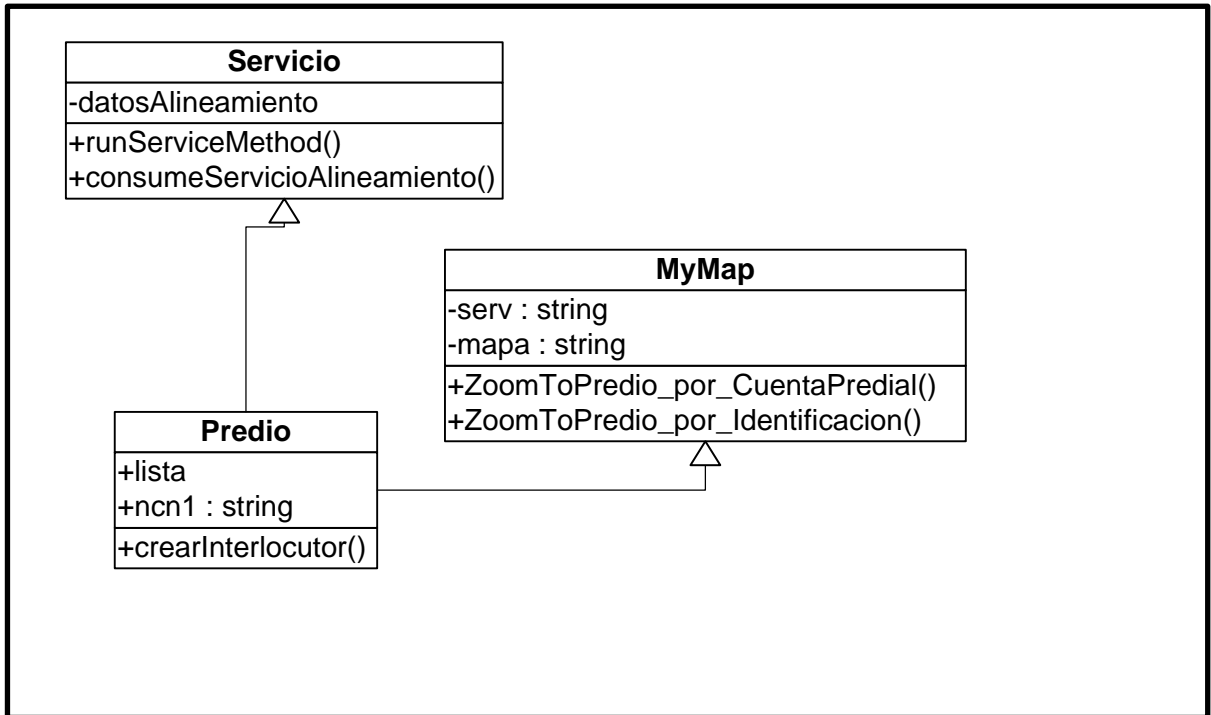 Servicio
-datosAlineamiento
+runServiceMethod()
+consumeServicioAlineamiento()
MyMap
-serv : string
-mapa : string
+ZoomToPredio_por_CuentaPredial()
+ZoomToPredio_por_Identificacion()
Predio
+lista
+ncn1 : string
+crearInterlocutor()